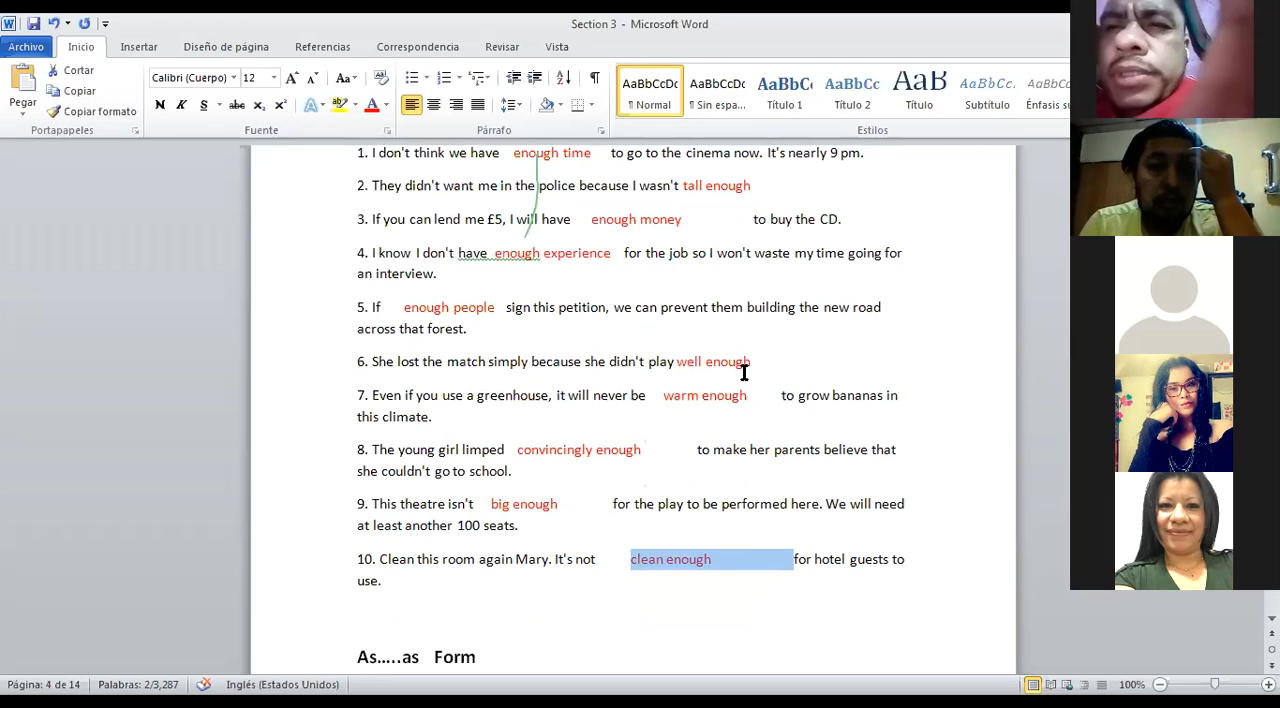 Section 3 - Microsoft Word
Archivo Inicio Insertar Diseño de página Referencias Correspondencia Revisar Vista
Pegar
Cortar
Copiar
Copiar formato
Calibri (Cuerpo) 12
AaBbCcDc AaBbCcDc AaBbC AaBbCc AaB AaBbCc AaBbCc
¶ Normal ¶ Sin espa... Título 1 Título 2 Título Subtítulo Énfasis su
Portapapeles Fuente Párrafo Estilos
1. I don't think we have enough time to go to the cinema now. It's nearly 9 pm.
2. They didn't want me in the police because I wasn't tall enough
3. If you can lend me £5, I will have enough money to buy the CD.
4. I know I don't have enough experience for the job so I won't waste my time going for
an interview.
5. If enough people sign this petition, we can prevent them building the new road
across that forest.
6. She lost the match simply because she didn't play well enough
7. Even if you use a greenhouse, it will never be warm enough to grow bananas in
this climate.
8. The young girl limped convincingly enough to make her parents believe that
she couldn't go to school.
9. This theatre isn't big enough for the play to be performed here. We will need
at least another 100 seats.
10. Clean this room again Mary. It's not clean enough for hotel guests to
use.
As…..as Form
Página: 4 de 14 Palabras: 2/3,287 Inglés (Estados Unidos) 100%